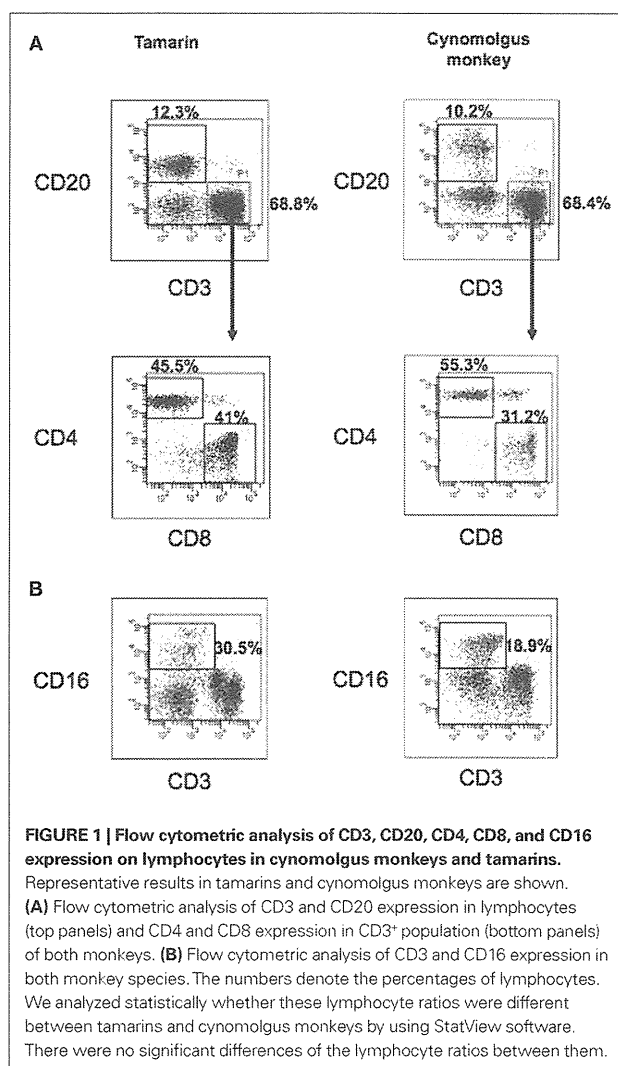 A
Tamarin
Cynomolgus
monkey
12.3%
10.2%
CD20
CD20
68.8%
68.4%
CD3
CD3
45.5%
55.3%
41%
31.2%
CD4
CD4
CD8
CD8
B
30.5%
18.9%
CD16
CD16
CD3
CD3
FIGURE 1 | Flow cytometric analysis of CD3, CD20, CD4, CD8, and CD16
expression on lymphocytes in cynomolgus monkeys and tamarins.
Representative results in tamarins and cynomolgus monkeys are shown.
(A) Flow cytometric analysis of CD3 and CD20 expression in lymphocytes
(top panels) and CD4 and CD8 expression in CD3⁺ population (bottom panels)
of both monkeys. (B) Flow cytometric analysis of CD3 and CD16 expression in
both monkey species. The numbers denote the percentages of lymphocytes.
We analyzed statistically whether these lymphocyte ratios were different
between tamarins and cynomolgus monkeys by using StatView software.
There were no significant differences of the lymphocyte ratios between them.